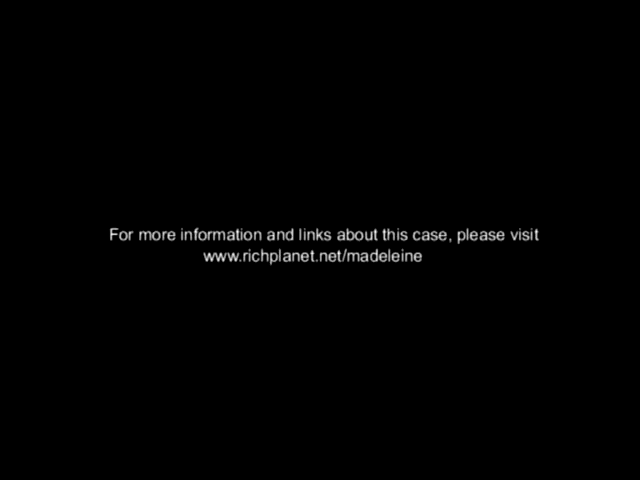 For more information and links about this case, please visit
www.richplanet.net/madeleine